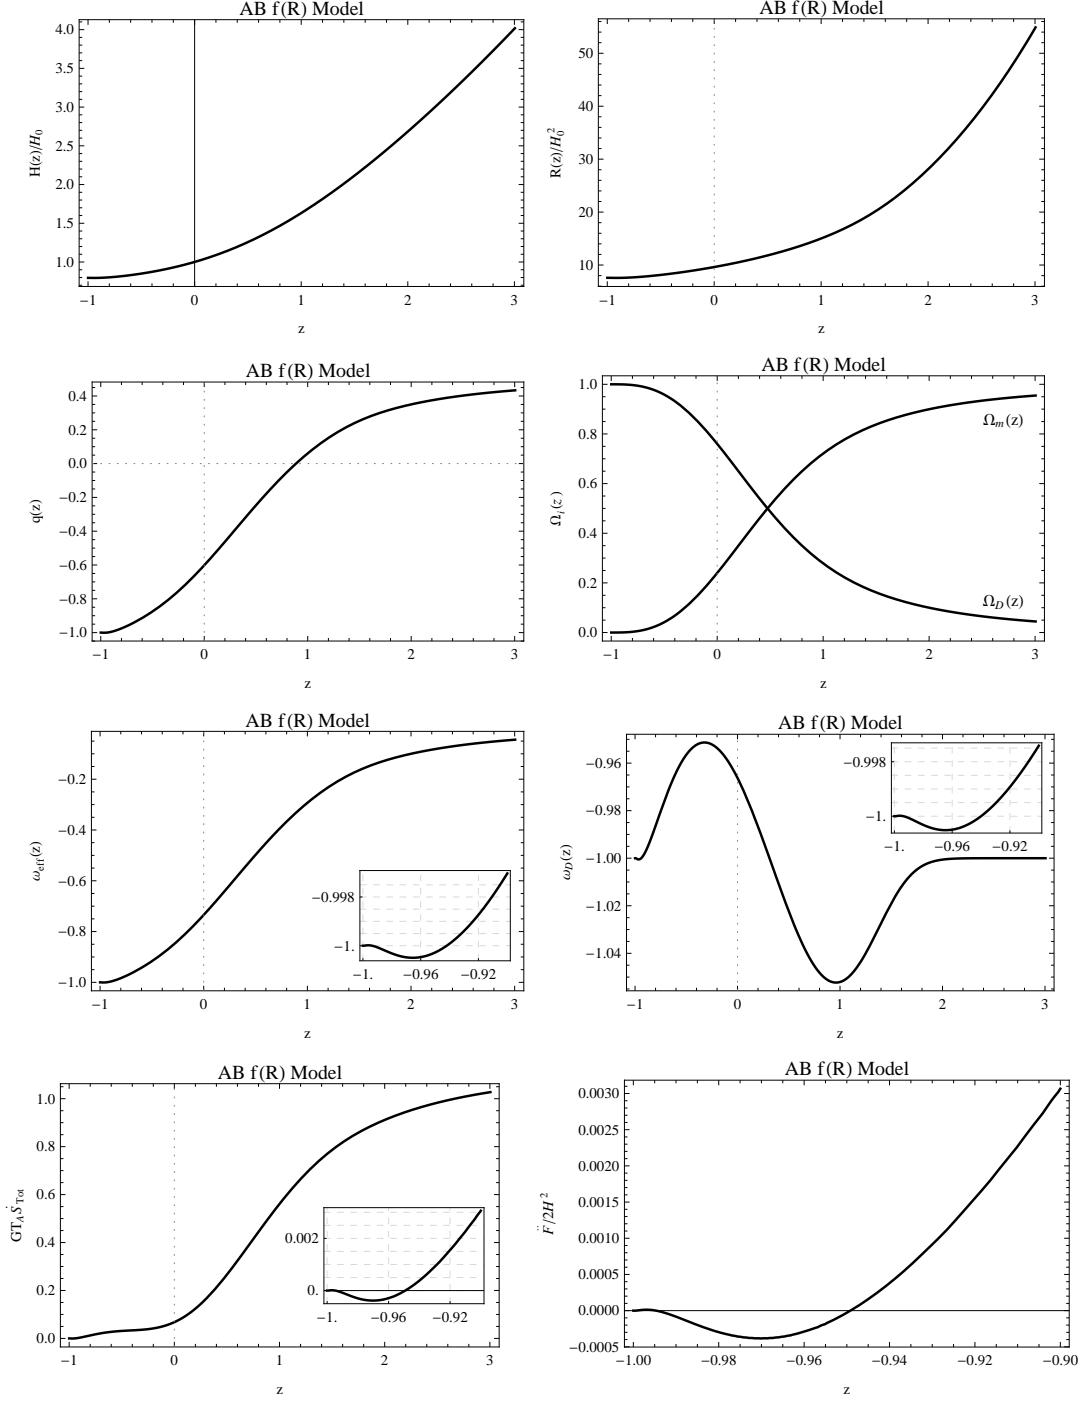 AB f(R) Model
H(z)/H₀
4.0
3.5
3.0
2.5
2.0
1.5
1.0
−1 0 1 2 3
z
AB f(R) Model
R(z)/H₀²
50
40
30
20
10
−1 0 1 2 3
z
AB f(R) Model
q(z)
0.4
0.2
0.0
−0.2
−0.4
−0.6
−0.8
−1.0
−1 0 1 2 3
z
AB f(R) Model
Ωᵢ(z)
1.0
0.8
0.6
0.4
0.2
0.0
Ωₘ(z)
Ω_D(z)
−1 0 1 2 3
z
AB f(R) Model
ω_eff(z)
−0.2
−0.4
−0.6
−0.8
−1.0
−0.998
−1.
−1. −0.96 −0.92
−1 0 1 2 3
z
AB f(R) Model
ω_D(z)
−0.96
−0.98
−1.00
−1.02
−1.04
−0.998
−1.
−1. −0.96 −0.92
−1 0 1 2 3
z
AB f(R) Model
GT_A Ṡ_Tot
1.0
0.8
0.6
0.4
0.2
0.0
0.002
0.
−1. −0.96 −0.92
−1 0 1 2 3
z
AB f(R) Model
F̈/2H²
0.0030
0.0025
0.0020
0.0015
0.0010
0.0005
0.0000
−0.0005
−1.00 −0.98 −0.96 −0.94 −0.92 −0.90
z